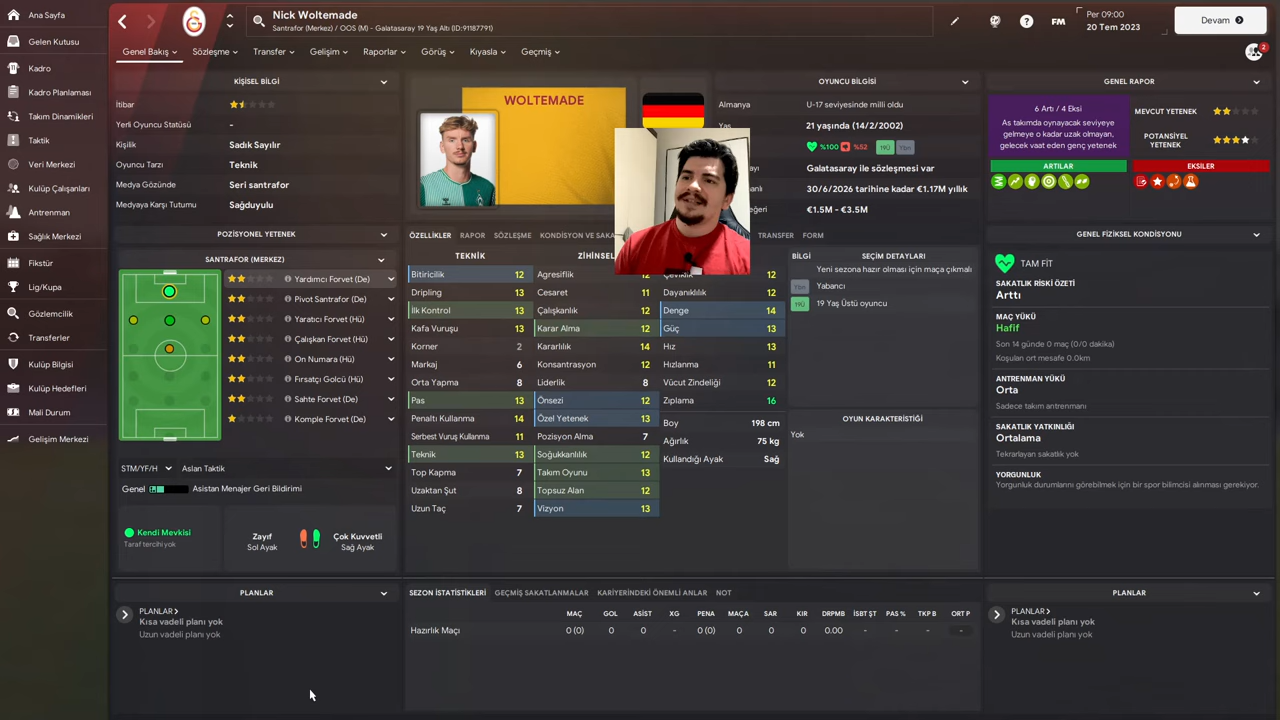 Ana Sayfa
Gelen Kutusu
Kadro
Kadro Planlaması
Takım Dinamikleri
Taktik
Veri Merkezi
Kulüp Çalışanları
Antrenman
Sağlık Merkezi
Fikstür
Lig/Kupa
Gözlemcilik
Transferler
Kulüp Bilgisi
Kulüp Hedefleri
Mali Durum
Gelişim Merkezi
Nick Woltemade
Santrafor (Merkez) / OOS (M) - Galatasaray 19 Yaş Altı (ID:91187791)
FM
Per 09:00
20 Tem 2023
Devam
2
Genel Bakış
Sözleşme
Transfer
Gelişim
Raporlar
Görüş
Kıyasla
Geçmiş
KİŞİSEL BİLGİ
İtibar
Yerli Oyuncu Statüsü -
Kişilik Sadık Sayılır
Oyuncu Tarzı Teknik
Medya Gözünde Seri santrafor
Medyaya Karşı Tutumu Sağduyulu
POZİSYONEL YETENEK
SANTRAFOR (MERKEZ)
Yardımcı Forvet (De)
Pivot Santrafor (De)
Yaratıcı Forvet (Hü)
Çalışkan Forvet (Hü)
On Numara (Hü)
Fırsatçı Golcü (Hü)
Sahte Forvet (De)
Komple Forvet (De)
STM/YF/H Aslan Taktik
Genel Asistan Menajer Geri Bildirimi
Kendi Mevkisi
Taraf tercihi yok
Zayıf
Sol Ayak
Çok Kuvvetli
Sağ Ayak
PLANLAR
PLANLAR >
Kısa vadeli planı yok
Uzun vadeli planı yok
WOLTEMADE
OYUNCU BİLGİSİ
Almanya U-17 seviyesinde milli oldu
Yaş 21 yaşında (14/2/2002)
%100 %52 19Ü Ybn
Galatasaray ile sözleşmesi var
30/6/2026 tarihine kadar €1.17M yıllık
€1.5M - €3.5M
ÖZELLİKLER RAPOR SÖZLEŞME TRANSFER FORM
TEKNİK
Bitiricilik 12
Dripling 13
İlk Kontrol 13
Kafa Vuruşu 13
Korner 2
Markaj 6
Orta Yapma 8
Pas 13
Penaltı Kullanma 14
Serbest Vuruş Kullanma 11
Teknik 13
Top Kapma 7
Uzaktan Şut 8
Uzun Taç 7
ZİHİNSEL
Agresiflik 12
Cesaret 11
Çalışkanlık 12
Karar Alma 12
Kararlılık 14
Konsantrasyon 12
Liderlik 8
Önsezi 12
Özel Yetenek 13
Pozisyon Alma 7
Soğukkanlılık 12
Takım Oyunu 13
Topsuz Alan 12
Vizyon 13
Çeviklik 12
Dayanıklılık 12
Denge 14
Güç 13
Hız 13
Hızlanma 11
Vücut Zindeliği 12
Zıplama 16
Boy 198 cm
Ağırlık 75 kg
Kullandığı Ayak Sağ
BİLGİ SEÇİM DETAYLARI
Yeni sezona hazır olması için maça çıkmalı
Ybn Yabancı
19Ü 19 Yaş Üstü oyuncu
OYUN KARAKTERİSTİĞİ
Yok
SEZON İSTATİSTİKLERİ GEÇMİŞ SAKATLANMALAR KARİYERİNDEKİ ÖNEMLİ ANLAR NOT
MAÇ GOL ASİST XG PENA MAÇA SAR KIR DRPMB İSBT ŞT PAS % TKP B ORT P
Hazırlık Maçı 0 (0) 0 0 - 0 (0) 0 0 0 0.00 - - - -
GENEL RAPOR
6 Artı / 4 Eksi
As takımda oynayacak seviyeye
gelmeye o kadar uzak olmayan,
gelecek vaat eden genç yetenek
MEVCUT YETENEK
POTANSİYEL
YETENEK
ARTILAR
EKSILER
GENEL FİZİKSEL KONDİSYONU
TAM FİT
SAKATLIK RİSKİ ÖZETİ
Arttı
MAÇ YÜKÜ
Hafif
Son 14 günde 0 maç (0/0 dakika)
Koşulan ort mesafe 0.0km
ANTRENMAN YÜKÜ
Orta
Sadece takım antrenmanı
SAKATLIK YATKINLIĞI
Ortalama
Tekrarlayan sakatlık yok
YORGUNLUK
Yorgunluk durumlarını görebilmek için bir spor bilimcisi alınması gerekiyor.
PLANLAR
PLANLAR >
Kısa vadeli planı yok
Uzun vadeli planı yok